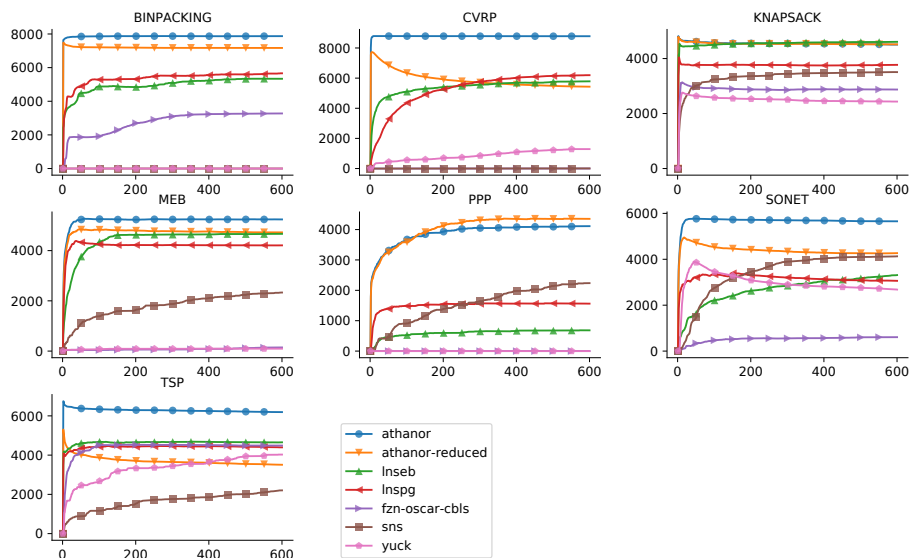 BINPACKING
8000
6000
4000
2000
0
0 200 400 600
CVRP
8000
6000
4000
2000
0
0 200 400 600
KNAPSACK
4000
3000
2000
1000
0
0 200 400 600
MEB
4000
2000
0
0 200 400 600
PPP
4000
3000
2000
1000
0
0 200 400 600
SONET
6000
4000
2000
0
0 200 400 600
TSP
6000
4000
2000
0
0 200 400 600
athanor
athanor-reduced
lnseb
lnspg
fzn-oscar-cbls
sns
yuck